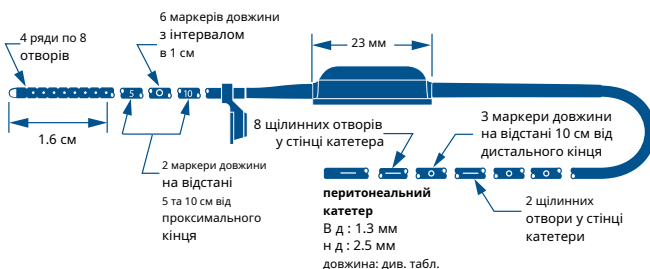 4 ряди по 8
отворів
6 маркерів довжини
з інтервалом
в 1 см
23 мм
5
10
1.6 см
2 маркери довжини
на відстані
5 та 10 см від
проксимального
кінця
8 щілинних отворів
у стінці катетера
3 маркери довжини
на відстані 10 см від
дистального кінця
перитонеальний
катетер
В д : 1.3 мм
н д : 2.5 мм
довжина: див. табл.
2 щілинних
отвори у стінці
катетери